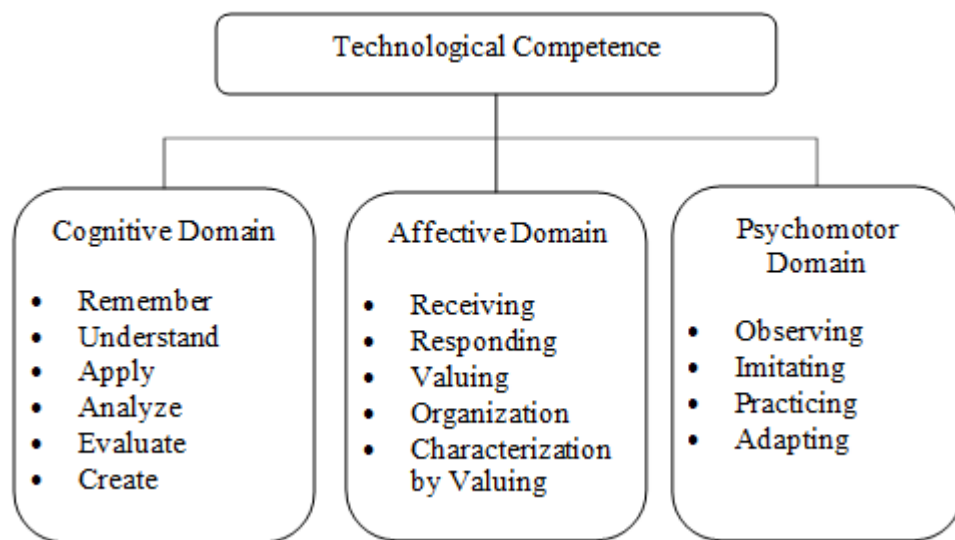 Technological Competence
Cognitive Domain
• Remember
• Understand
• Apply
• Analyze
• Evaluate
• Create
Affective Domain
• Receiving
• Responding
• Valuing
• Organization
• Characterization
by Valuing
Psychomotor
Domain
• Observing
• Imitating
• Practicing
• Adapting